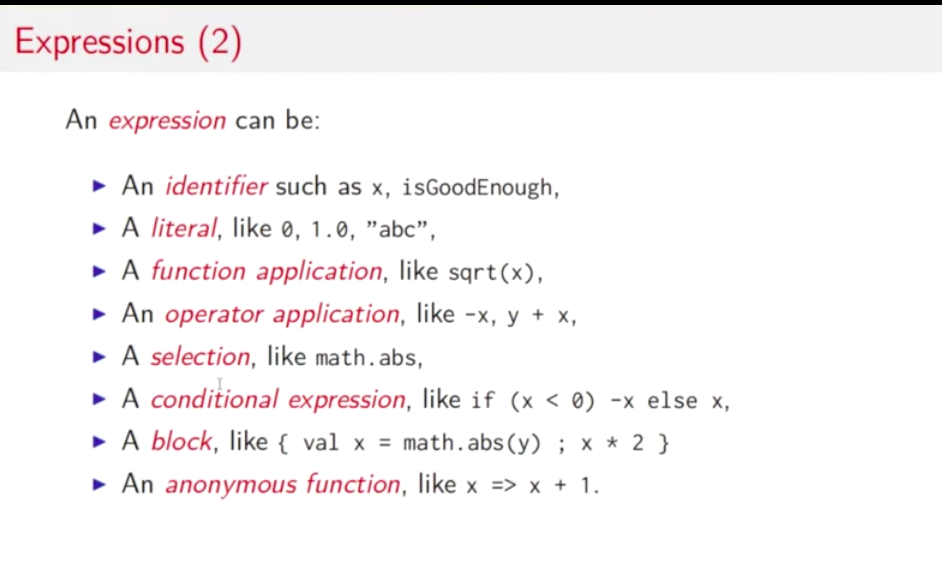 Expressions (2)
An expression can be:
An identifier such as x, isGoodEnough,
A literal, like 0, 1.0, ”abc”,
A function application, like sqrt(x),
An operator application, like -x, y + x,
A selection, like math.abs,
A conditional expression, like if (x < 0) -x else x,
A block, like { val x = math.abs(y) ; x * 2 }
An anonymous function, like x => x + 1.